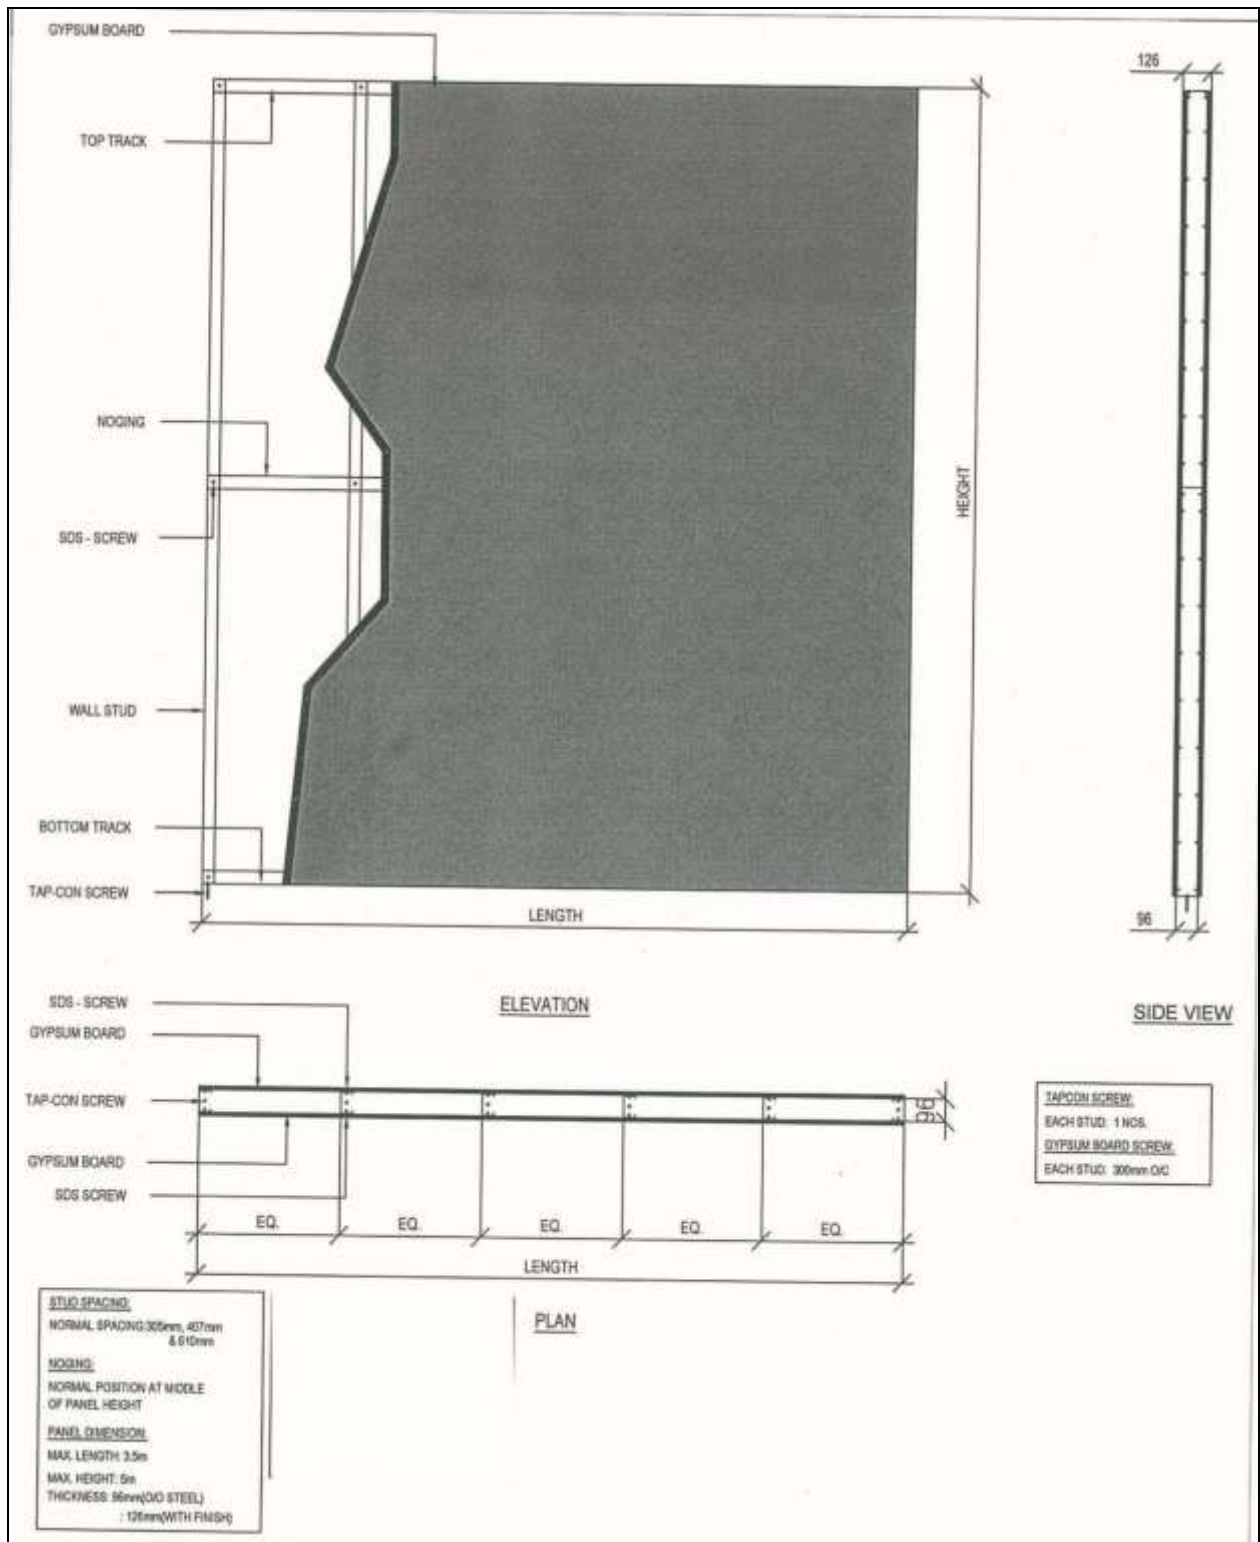 GYPSUM BOARD
TOP TRACK
NOGING
SDS - SCREW
WALL STUD
BOTTOM TRACK
TAP-CON SCREW
LENGTH
HEIGHT
126
96
ELEVATION
SIDE VIEW
SDS - SCREW
GYPSUM BOARD
TAP-CON SCREW
GYPSUM BOARD
SDS SCREW
96
EQ.
EQ.
EQ.
EQ.
EQ.
LENGTH
PLAN
TAPCON SCREW:
EACH STUD: 1 NOS.
GYPSUM BOARD SCREW:
EACH STUD: 300mm O/C
STUD SPACING:
NORMAL SPACING:305mm, 407mm
& 610mm
NOGING:
NORMAL POSITION AT MIDDLE
OF PANEL HEIGHT
PANEL DIMENSION:
MAX. LENGTH: 3.5m
MAX. HEIGHT: 5m
THICKNESS: 96mm(O/O STEEL)
: 126mm(WITH FINISH)